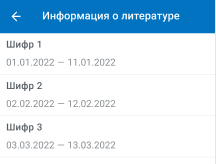 Информация о литературе
Шифр 1
01.01.2022 — 11.01.2022
Шифр 2
02.02.2022 — 12.02.2022
Шифр 3
03.03.2022 — 13.03.2022